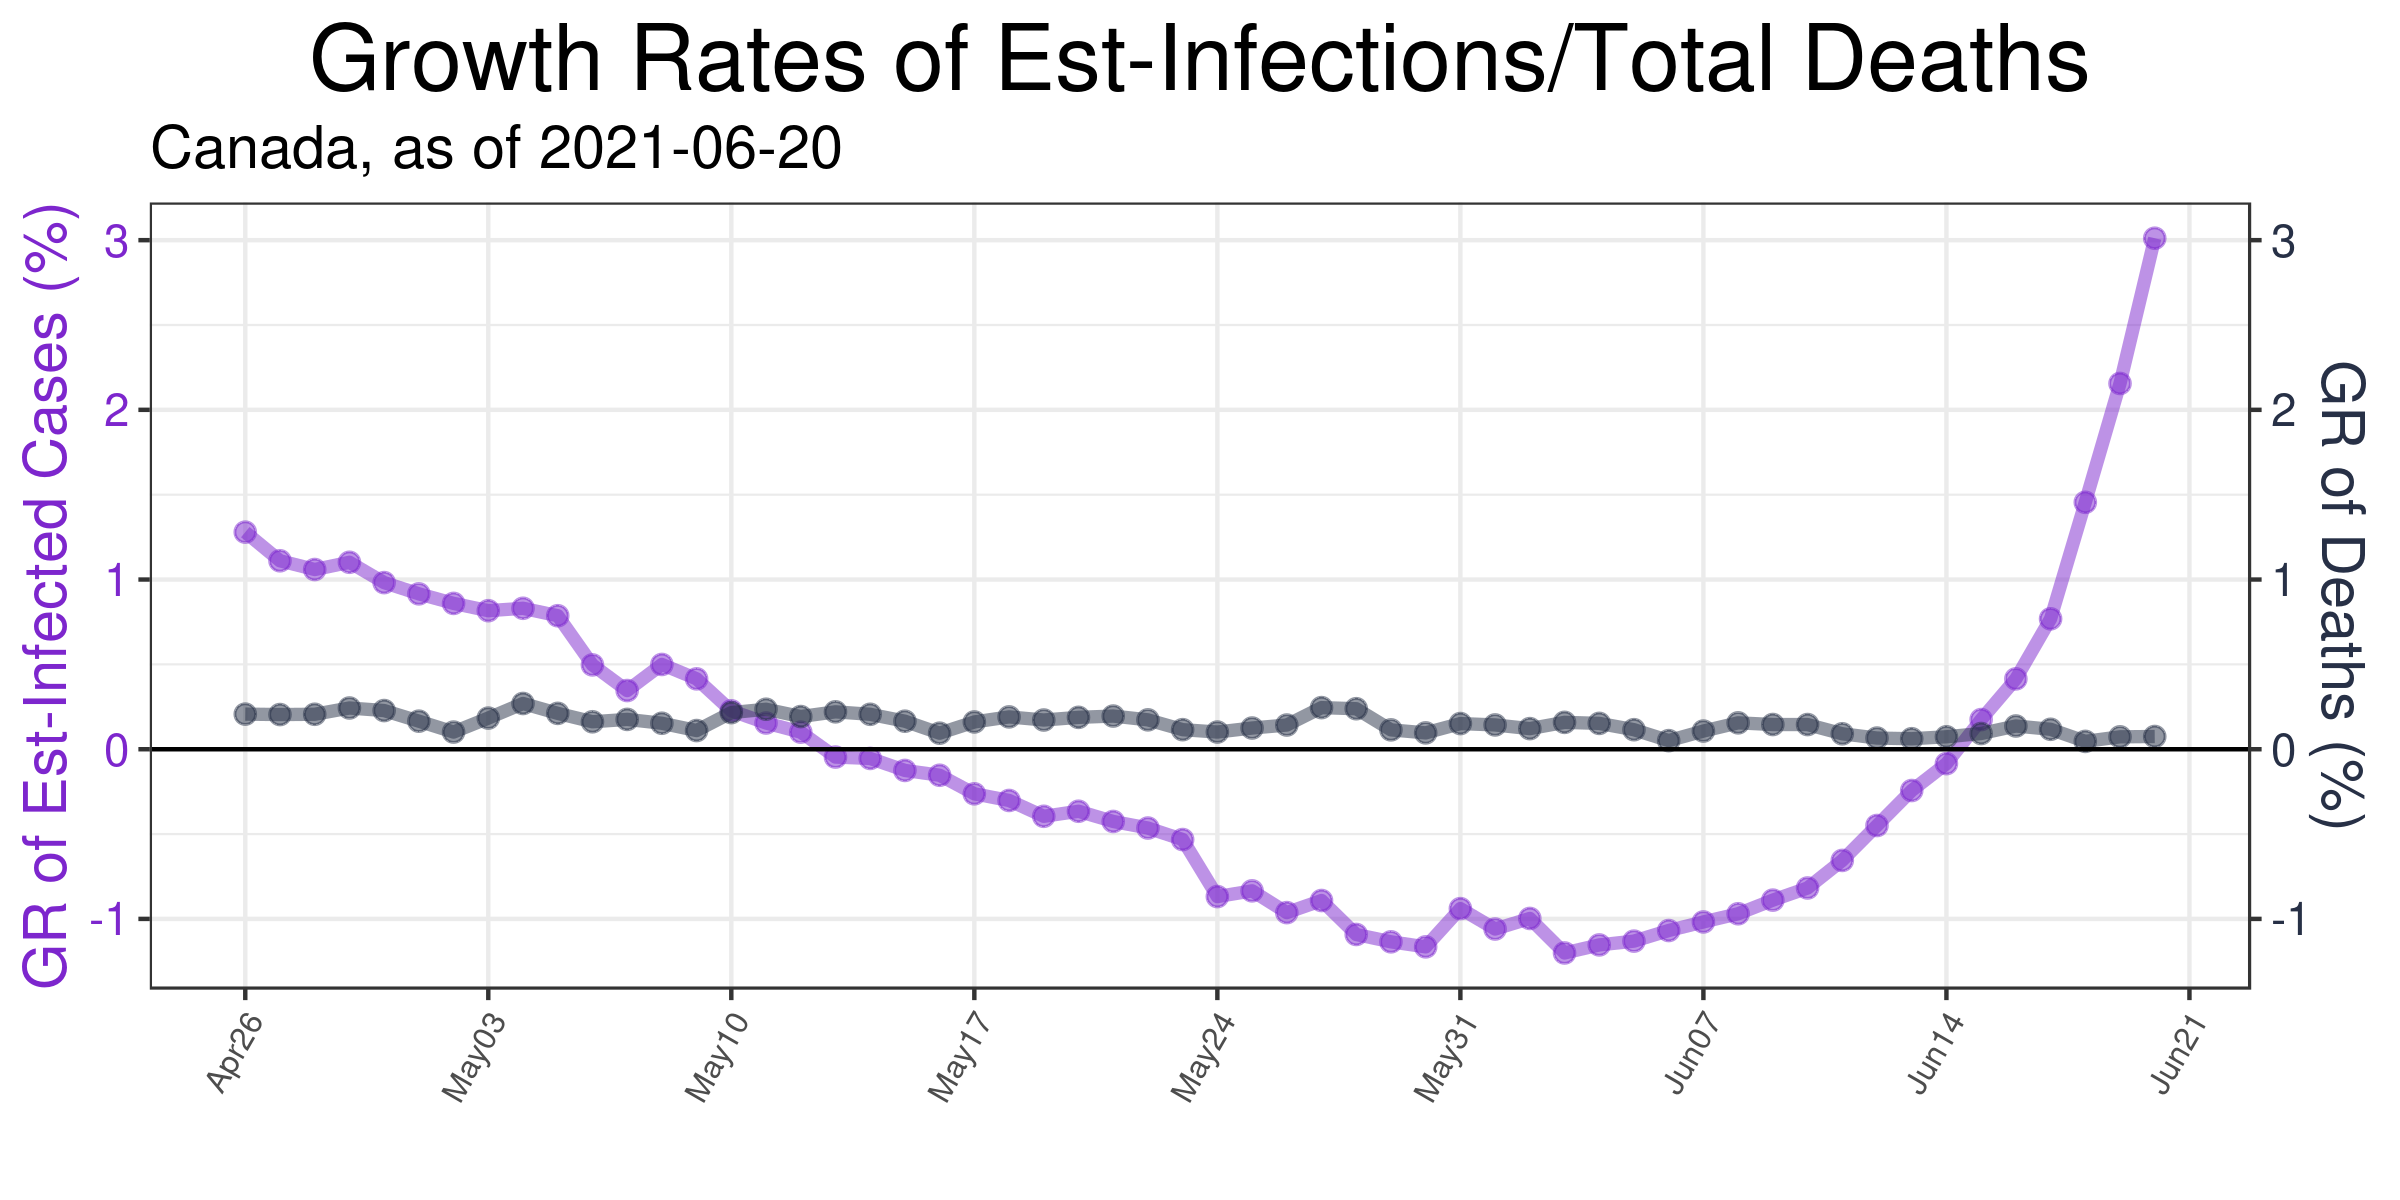 Growth Rates of Est-Infections/Total Deaths
Canada, as of 2021-06-20
GR of Est-Infected Cases (%)
3
2
1
0
-1
3
2
1
0
-1
GR of Deaths (%)
Apr26
May03
May10
May17
May24
May31
Jun07
Jun14
Jun21